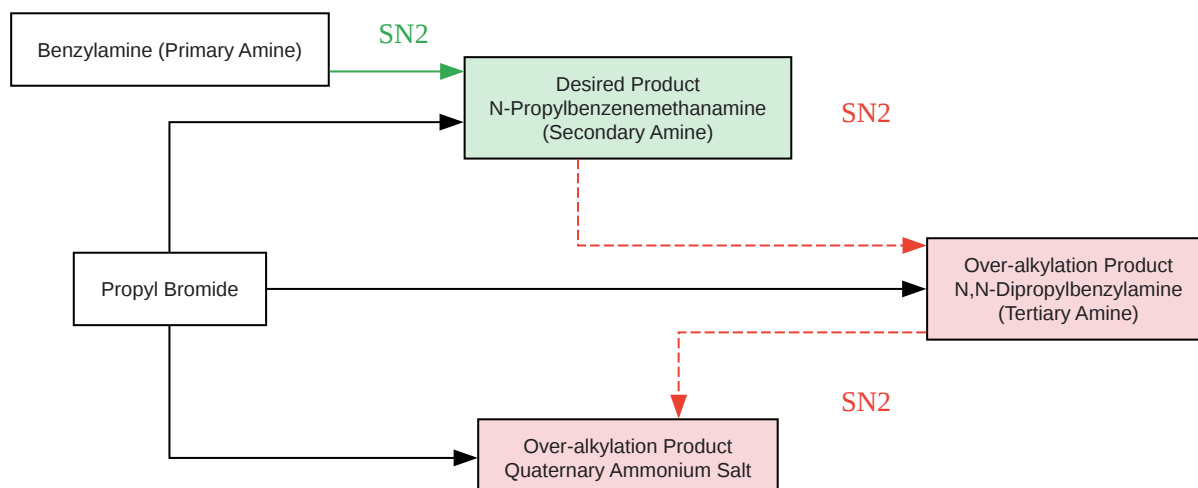 Benzylamine (Primary Amine)
SN2
Desired Product
N-Propylbenzenemethanamine
(Secondary Amine)
SN2
Propyl Bromide
Over-alkylation Product
N,N-Dipropylbenzylamine
(Tertiary Amine)
SN2
Over-alkylation Product
Quaternary Ammonium Salt